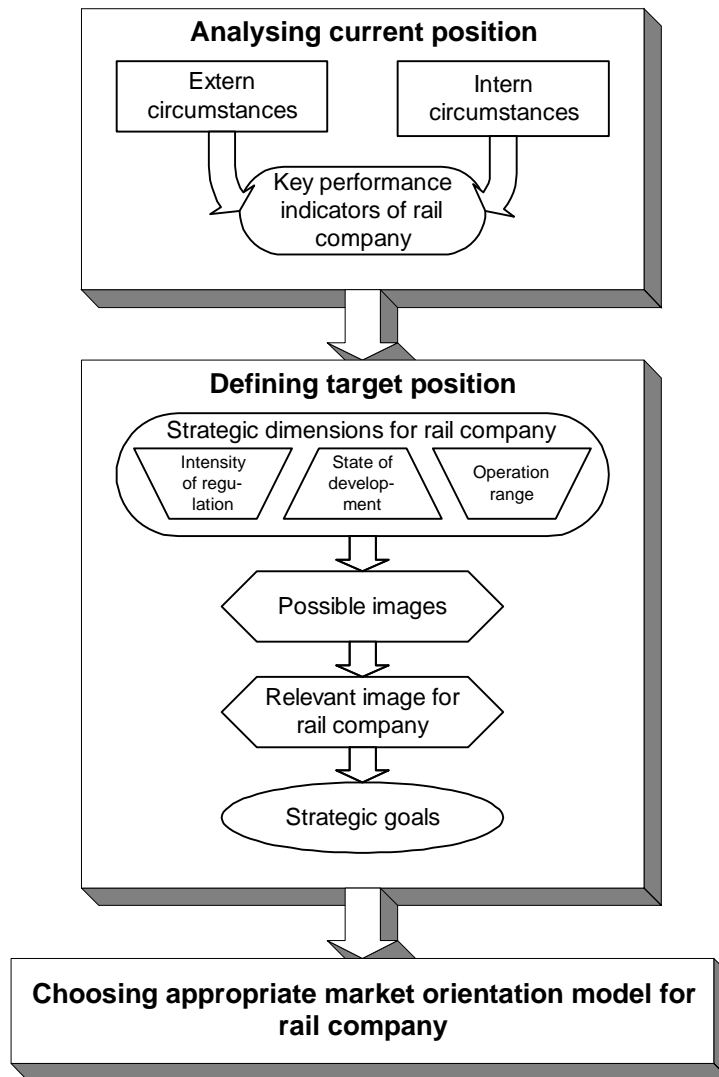 Analysing current position
Extern
circumstances
Intern
circumstances
Key performance
indicators of rail
company
Defining target position
Strategic dimensions for rail company
Intensity
of regu-
lation
State of
develop-
ment
Operation
range
Possible images
Relevant image for
rail company
Strategic goals
Choosing appropriate market orientation model for
rail company